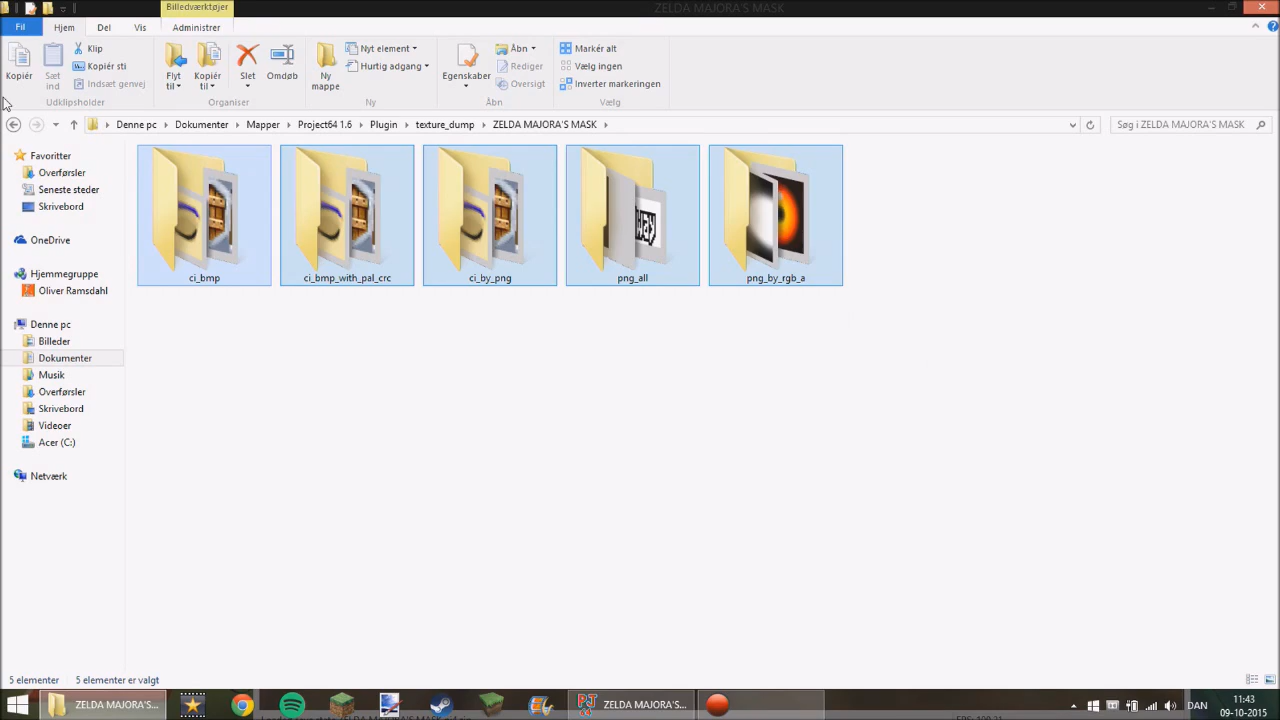 Billedværktøjer
ZELDA MAJORA'S MASK
Fil
Hjem
Del
Vis
Administrer
Kopiér
Sæt
ind
Klip
Kopiér sti
Indsæt genvej
Udklipsholder
Flyt
til
Kopiér
til
Slet
Omdøb
Organiser
Ny
mappe
Nyt element
Hurtig adgang
Ny
Egenskaber
Åbn
Rediger
Oversigt
Åbn
Markér alt
Vælg ingen
Inverter markeringen
Vælg
Denne pc
Dokumenter
Mapper
Project64 1.6
Plugin
texture_dump
ZELDA MAJORA'S MASK
Søg i ZELDA MAJORA'S MASK
Favoritter
Overførsler
Seneste steder
Skrivebord
OneDrive
Hjemmegruppe
Oliver Ramsdahl
Denne pc
Billeder
Dokumenter
Musik
Overførsler
Skrivebord
Videoer
Acer (C:)
Netværk
ci_bmp
ci_bmp_with_pal_crc
ci_by_png
png_all
png_by_rgb_a
5 elementer
5 elementer er valgt
ZELDA MAJORA'S...
ZELDA MAJORA'S...
DAN
11:43
09-10-2015